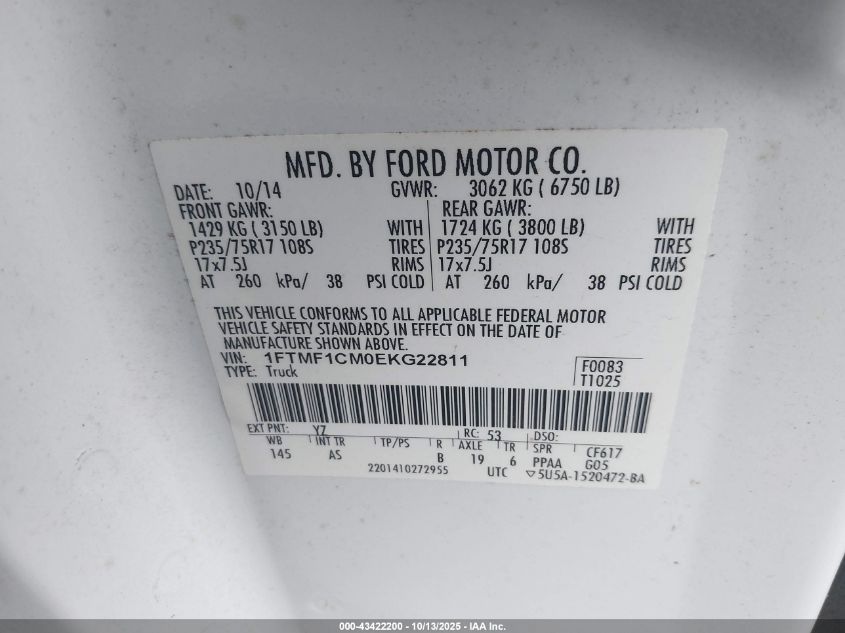 MFD. BY FORD MOTOR CO.
DATE: 10/14 GVWR: 3062 KG ( 6750 LB)
FRONT GAWR: REAR GAWR:
1429 KG ( 3150 LB) WITH 1724 KG ( 3800 LB) WITH
P235/75R17 108S TIRES P235/75R17 108S TIRES
17x7.5J RIMS 17x7.5J RIMS
AT 260 kPa/ 38 PSI COLD AT 260 kPa/ 38 PSI COLD
THIS VEHICLE CONFORMS TO ALL APPLICABLE FEDERAL MOTOR
VEHICLE SAFETY STANDARDS IN EFFECT ON THE DATE OF
MANUFACTURE SHOWN ABOVE.
VIN: 1FTMF1CM0EKG22811 F0083
TYPE: Truck T1025
EXT PNT: YZ RC: 53 DSO:
WB INT TR TP/PS R AXLE TR SPR CF617
145 AS B 19 6 PPAA G05
2201410272955 UTC ▽5U5A-1520472-BA
000-43422200 - 10/13/2025 - IAA Inc.